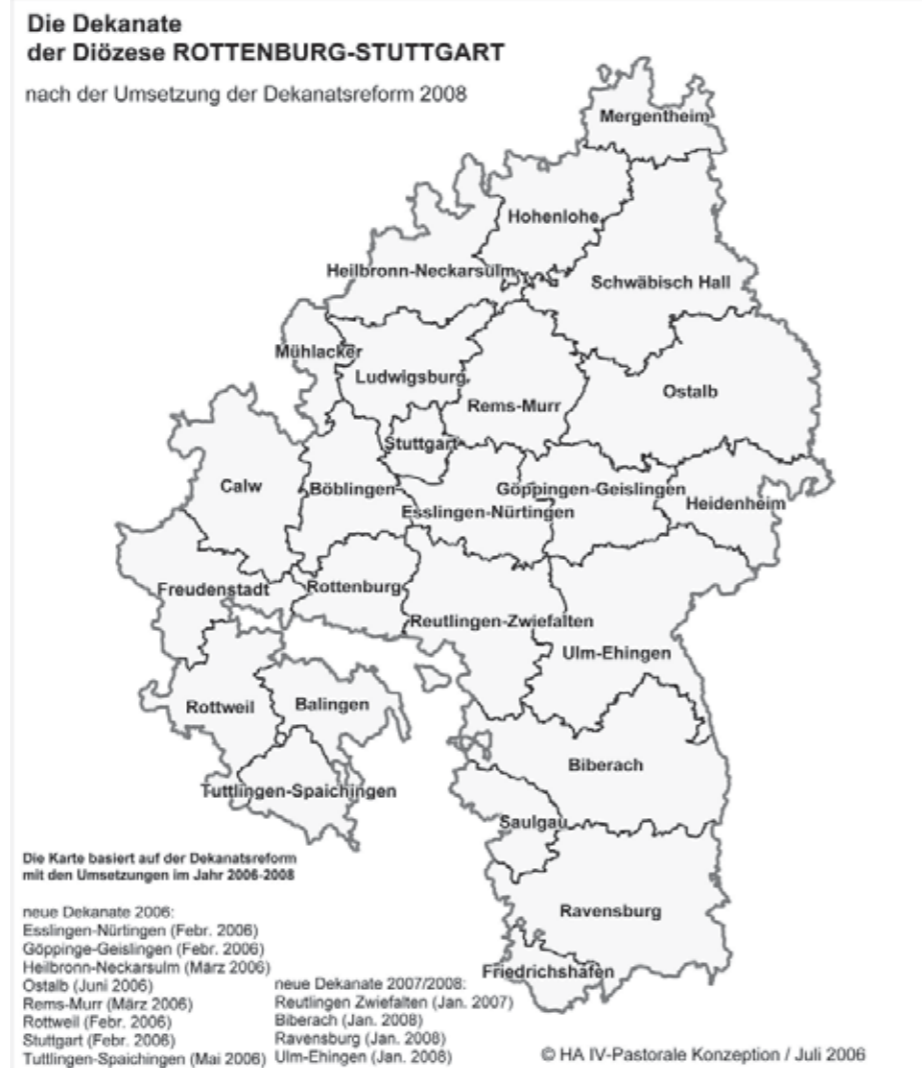 Die Dekanate
der Diözese ROTTENBURG-STUTTGART
nach der Umsetzung der Dekanatsreform 2008
Mergentheim
Hohenlohe
Heilbronn-Neckarsulm
Schwäbisch Hall
Mühlacker
Ludwigsburg
Ostalb
Rems-Murr
Stuttgart
Calw
Böblingen
Göppingen-Geislingen
Heidenheim
Esslingen-Nürtingen
Freudenstadt
Rottenburg
Reutlingen-Zwiefalten
Ulm-Ehingen
Rottweil
Balingen
Biberach
Tuttlingen-Spaichingen
Saulgau
Ravensburg
Friedrichshafen
Die Karte basiert auf der Dekanatsreform
mit den Umsetzungen im Jahr 2006-2008
neue Dekanate 2006:
Esslingen-Nürtingen (Febr. 2006)
Göppinge-Geislingen (Febr. 2006)
Heilbronn-Neckarsulm (März 2006)
Ostalb (Juni 2006)
Rems-Murr (März 2006)
Rottweil (Febr. 2006)
Stuttgart (Febr. 2006)
Tuttlingen-Spaichingen (Mai 2006)
neue Dekanate 2007/2008:
Reutlingen Zwiefalten (Jan. 2007)
Biberach (Jan. 2008)
Ravensburg (Jan. 2008)
Ulm-Ehingen (Jan. 2008)
© HA IV-Pastorale Konzeption / Juli 2006